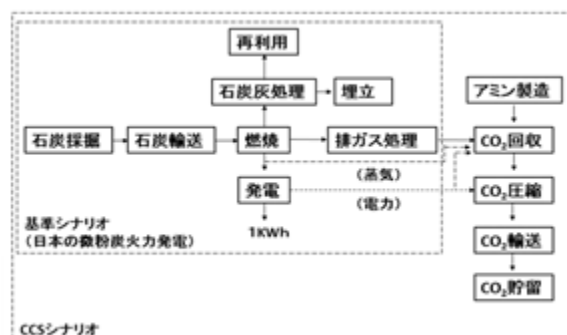 再利用
石炭灰処理
埋立
アミン製造
石炭採掘
石炭輸送
燃焼
排ガス処理
CO₂回収
(蒸気)
発電
(電力)
CO₂圧縮
基準シナリオ
(日本の微粉炭火力発電)
1KWh
CO₂輸送
CO₂貯留
CCSシナリオ